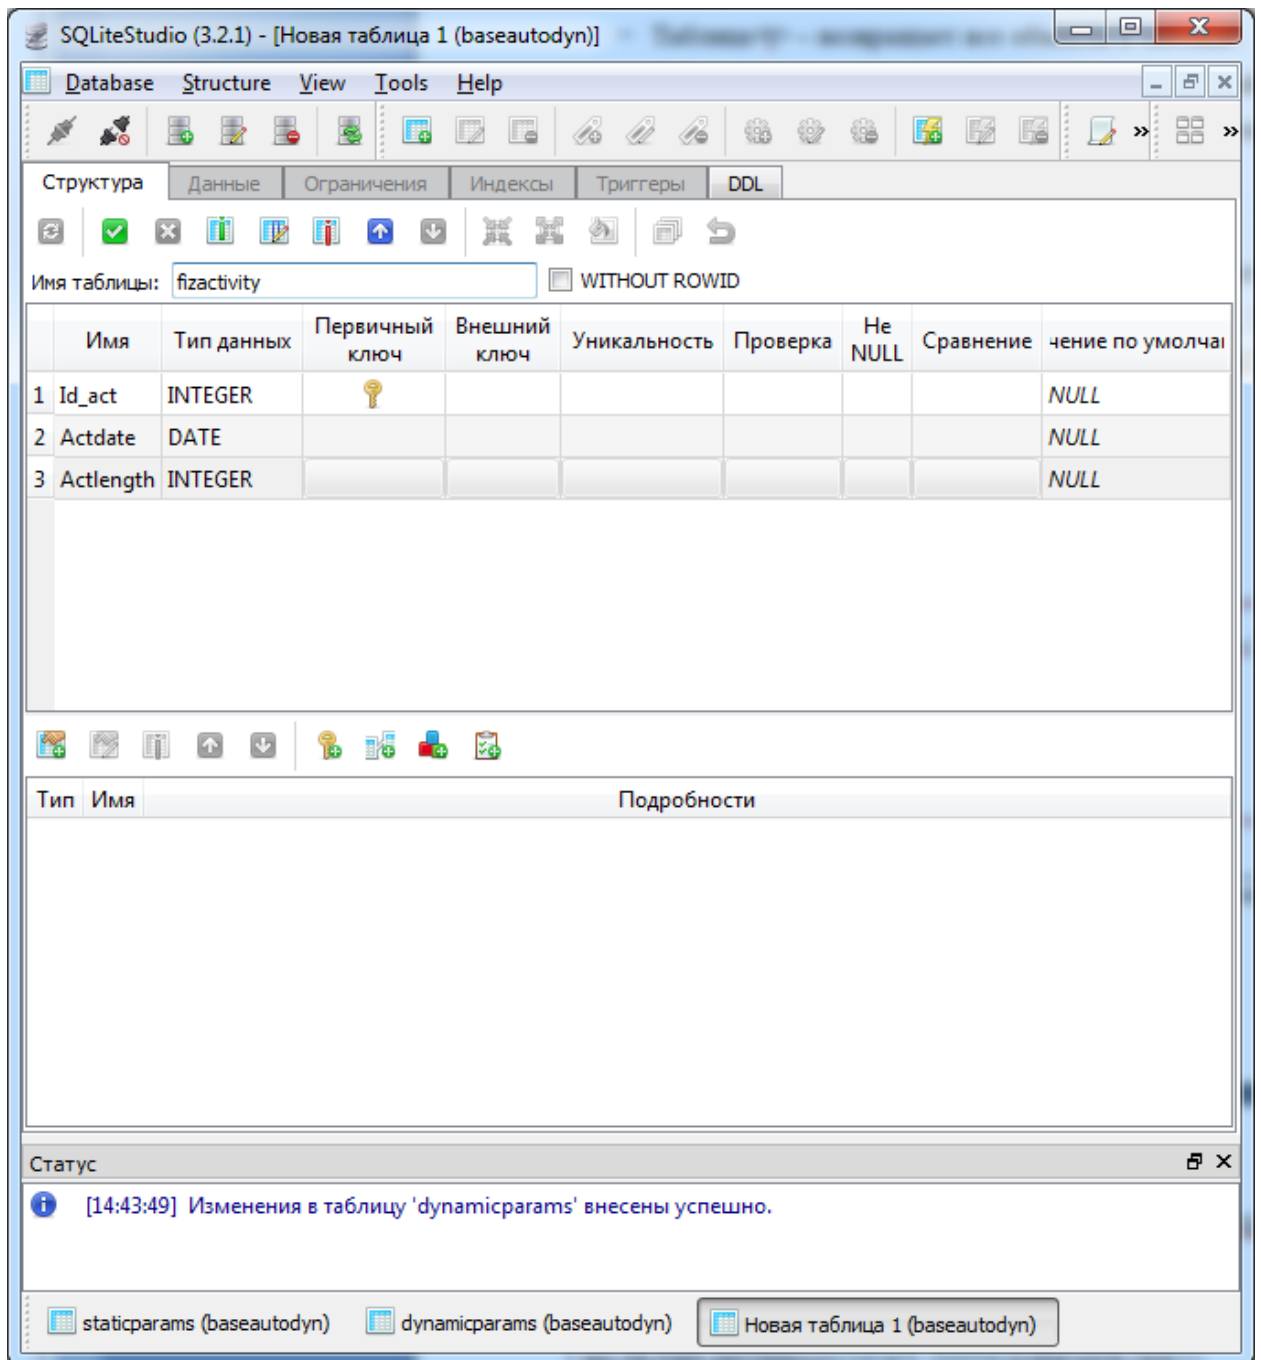 SQLiteStudio (3.2.1) - [Новая таблица 1 (baseautodyn)]
Database Structure View Tools Help
Структура Данные Ограничения Индексы Триггеры DDL
Имя таблицы: fizactivity WITHOUT ROWID
Имя Тип данных Первичный ключ Внешний ключ Уникальность Проверка Не NULL Сравнение чение по умолчан
1 Id_act INTEGER NULL
2 Actdate DATE NULL
3 Actlength INTEGER NULL
Тип Имя Подробности
Статус
[14:43:49] Изменения в таблицу 'dynamicparams' внесены успешно.
staticparams (baseautodyn) dynamicparams (baseautodyn) Новая таблица 1 (baseautodyn)